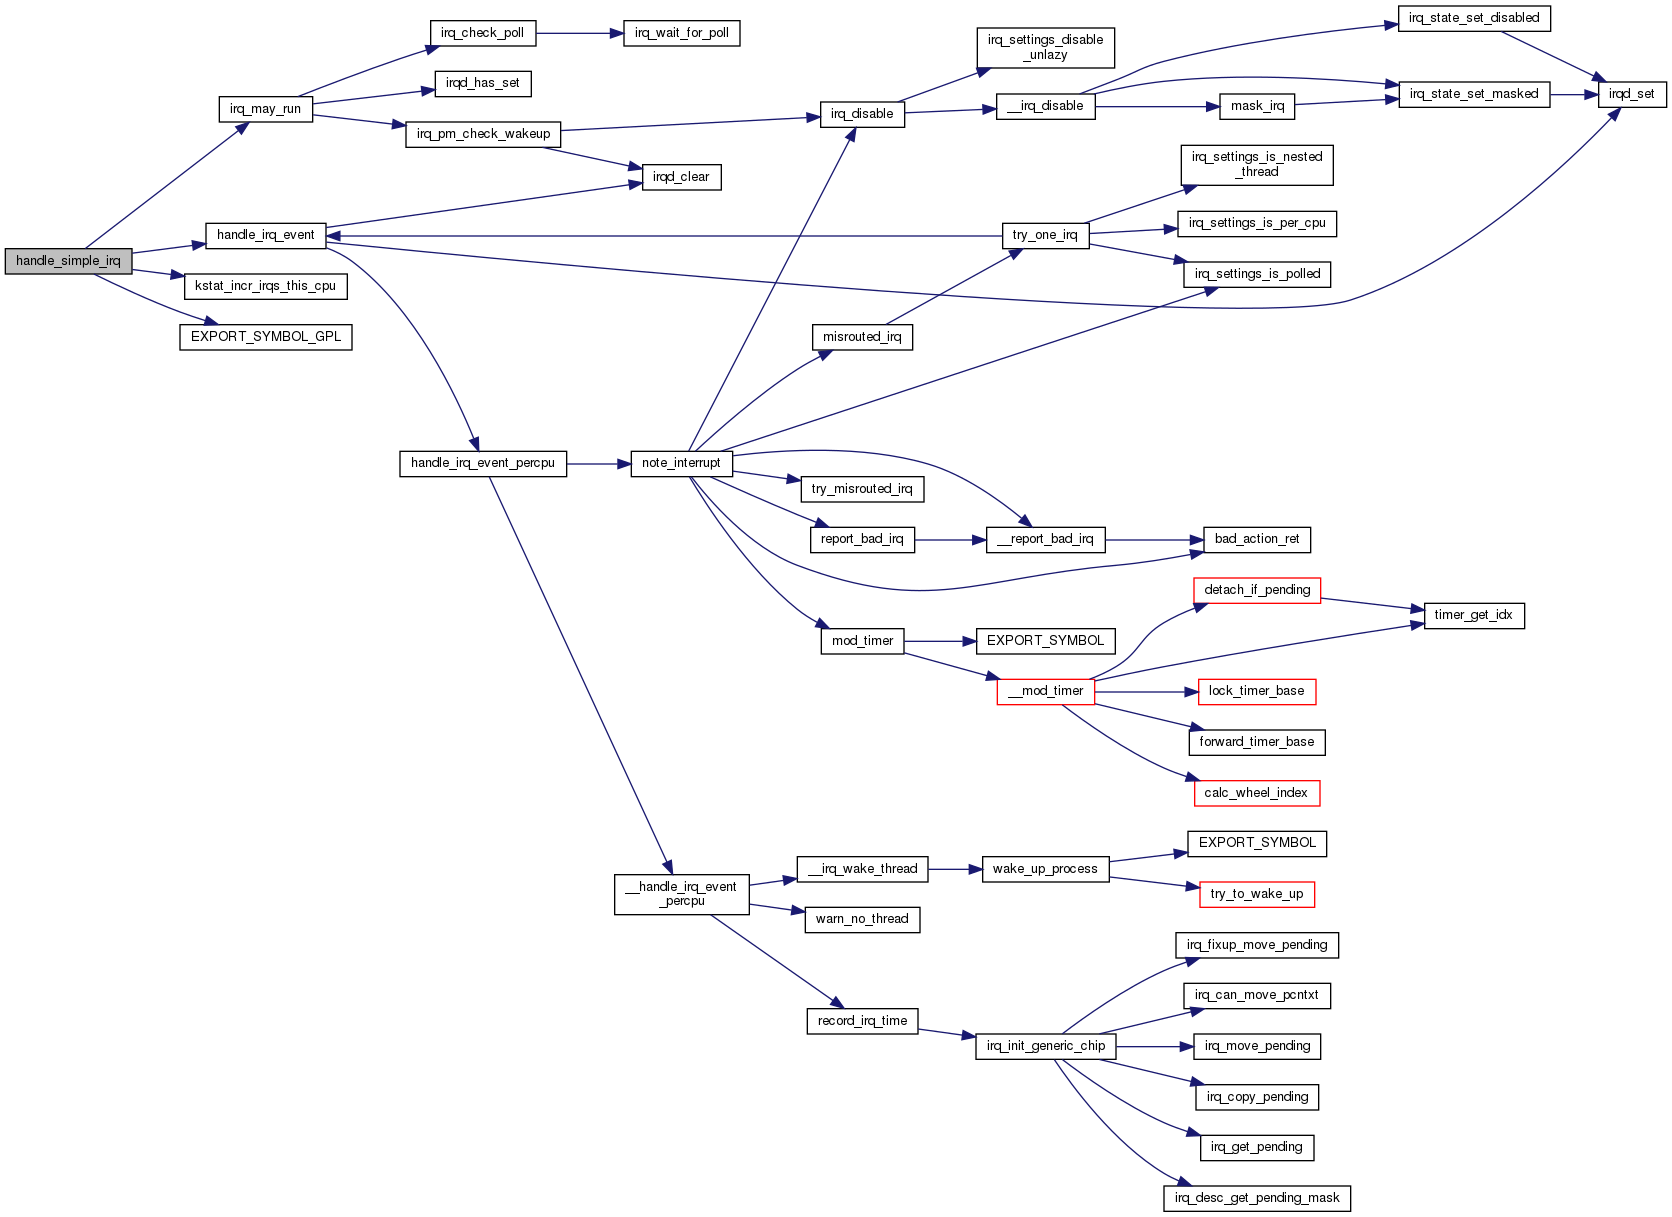 handle_simple_irq
irq_may_run
handle_irq_event
kstat_incr_irqs_this_cpu
EXPORT_SYMBOL_GPL
irq_check_poll
irqd_has_set
irq_pm_check_wakeup
handle_irq_event_percpu
irq_wait_for_poll
irqd_clear
note_interrupt
__handle_irq_event
_percpu
irq_disable
misrouted_irq
try_misrouted_irq
report_bad_irq
mod_timer
__irq_wake_thread
warn_no_thread
record_irq_time
irq_settings_disable
_unlazy
__irq_disable
try_one_irq
__report_bad_irq
EXPORT_SYMBOL
__mod_timer
wake_up_process
irq_init_generic_chip
mask_irq
irq_settings_is_nested
_thread
irq_settings_is_per_cpu
irq_settings_is_polled
bad_action_ret
detach_if_pending
lock_timer_base
forward_timer_base
calc_wheel_index
EXPORT_SYMBOL
try_to_wake_up
irq_fixup_move_pending
irq_can_move_pcntxt
irq_move_pending
irq_copy_pending
irq_get_pending
irq_desc_get_pending_mask
irq_state_set_disabled
irq_state_set_masked
timer_get_idx
irqd_set